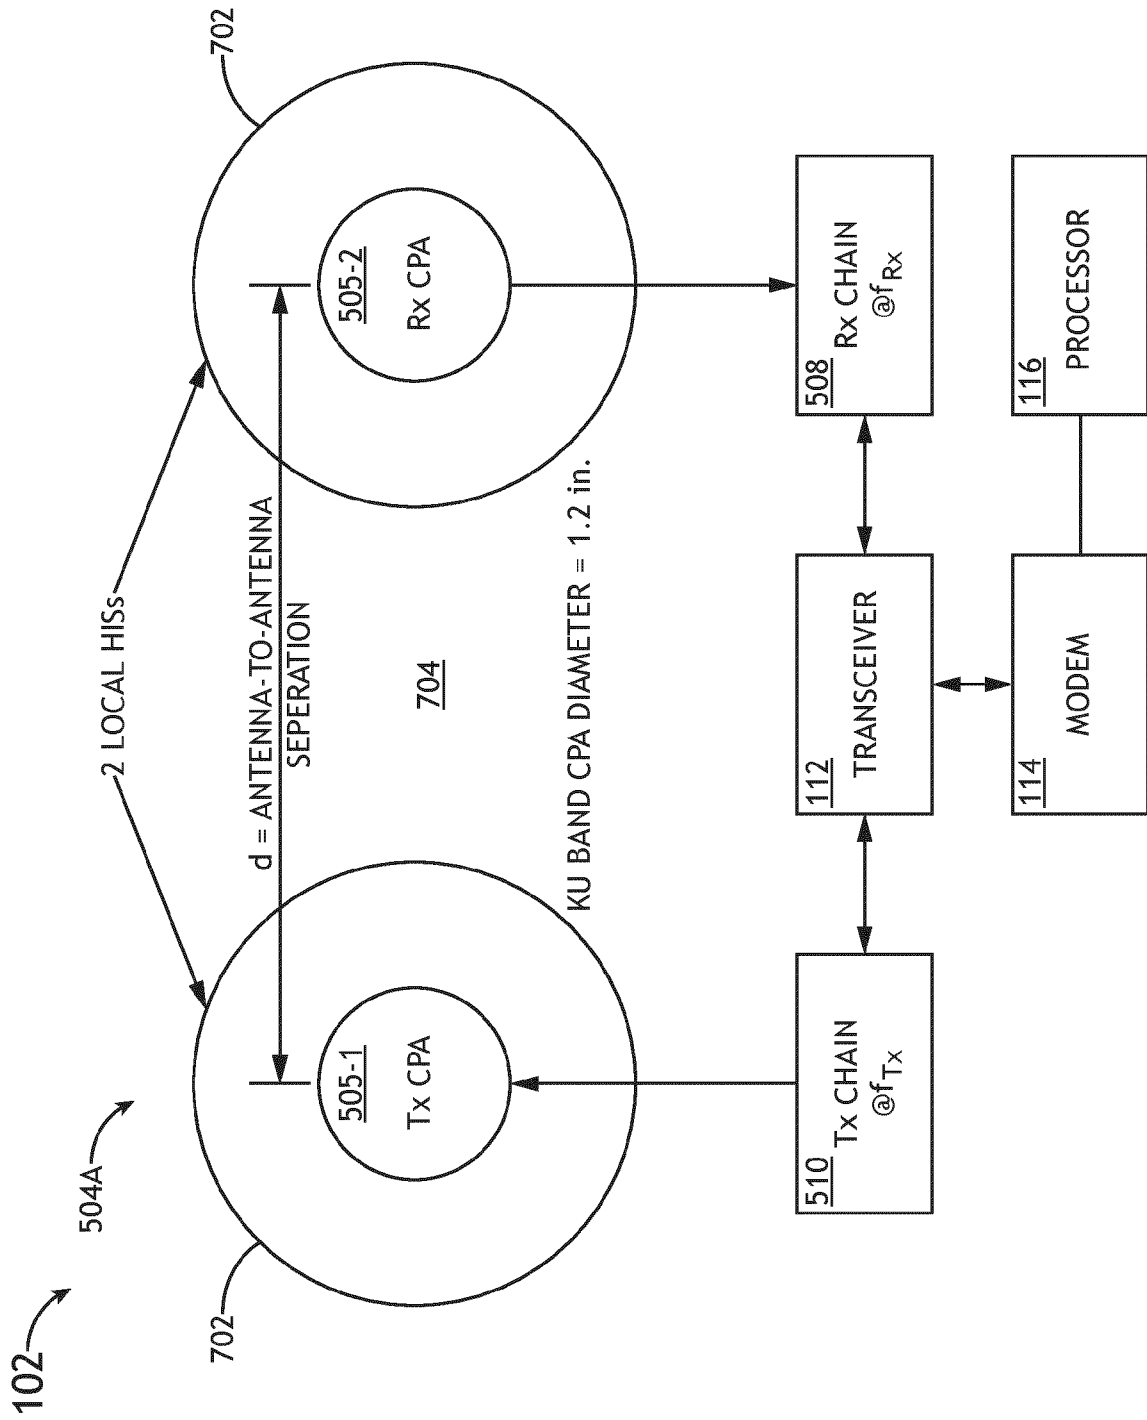 102
504A
702
702
2 LOCAL HISs
d = ANTENNA-TO-ANTENNA
SEPERATION
505-1
Tx CPA
505-2
Rx CPA
704
KU BAND CPA DIAMETER = 1.2 in.
510
Tx CHAIN
@fTx
112
TRANSCEIVER
508
Rx CHAIN
@fRx
114
MODEM
116
PROCESSOR